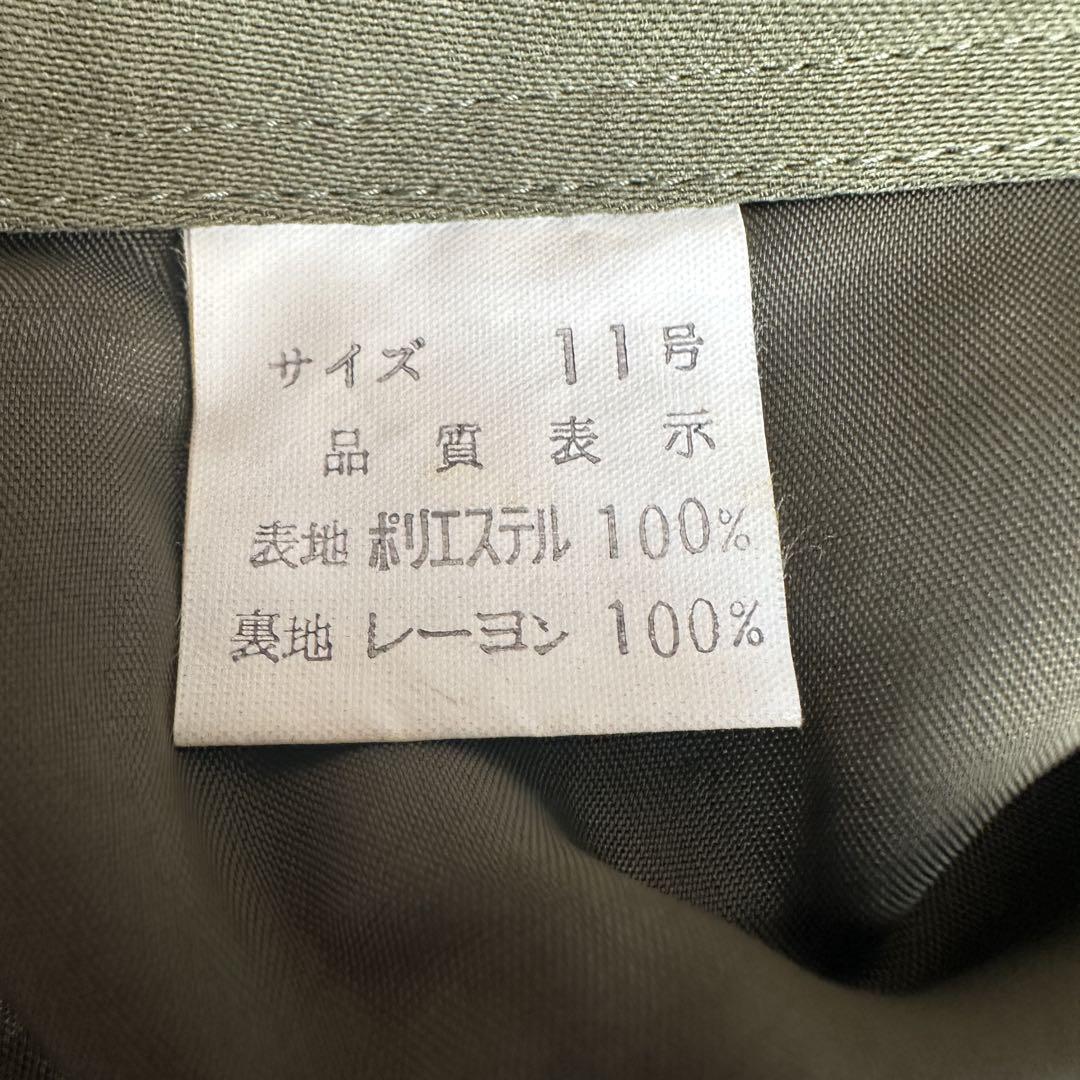 サイズ 11号
品質表示
表地 ポリエステル 100%
裏地 レーヨン 100%